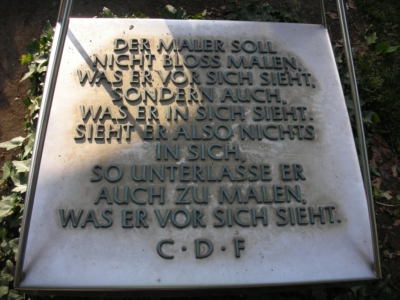 DER MALER SOLL
NICHT BLOSS MALEN,
WAS ER VOR SICH SIEHT,
SONDERN AUCH,
WAS ER IN SICH SIEHT.
SIEHT ER ALSO NICHTS
IN SICH,
SO UNTERLASSE ER
AUCH ZU MALEN,
WAS ER VOR SICH SIEHT.
C·D·F